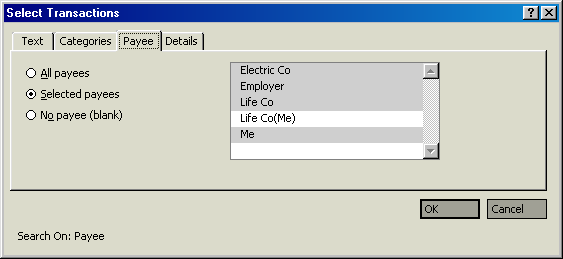 Select Transactions
Text Categories Payee Details
All payees
Selected payees
No payee (blank)
Electric Co
Employer
Life Co
Life Co(Me)
Me
OK Cancel
Search On: Payee